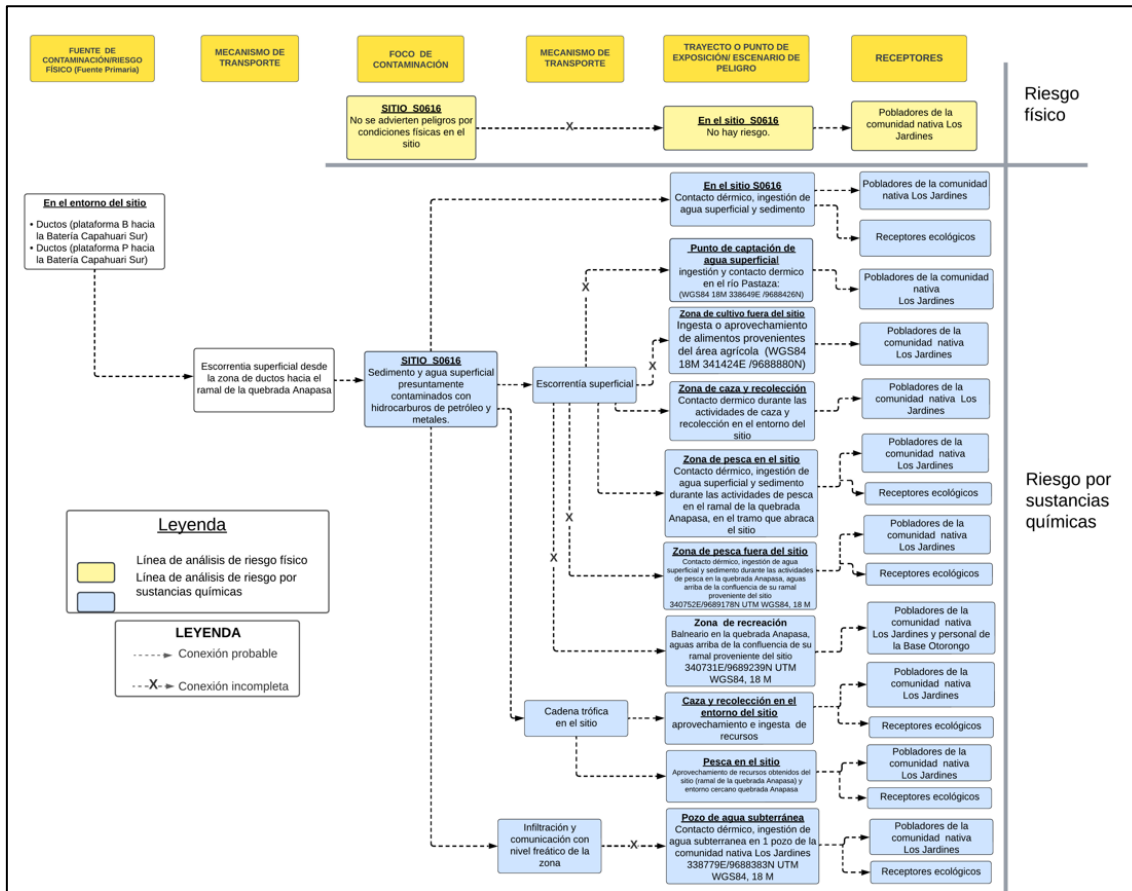 FUENTE DE
CONTAMINACIÓN/RIESGO
FÍSICO (Fuente Primaria)
MECANISMO DE
TRANSPORTE
FOCO DE
CONTAMINACIÓN
MECANISMO DE
TRANSPORTE
TRAYECTO O PUNTO DE
EXPOSICIÓN/ ESCENARIO DE
PELIGRO
RECEPTORES
SITIO S0616
No se advierten peligros por
condiciones físicas en el
sitio
X
En el sitio S0616
No hay riesgo.
Pobladores de la
comunidad nativa Los
Jardines
Riesgo
físico
En el entorno del sitio
• Ductos (plataforma B hacia
la Batería Capahuari Sur)
• Ductos (plataforma P hacia
la Batería Capahuari Sur)
Escorrentia superficial desde
la zona de ductos hacia el
ramal de la quebrada Anapasa
SITIO S0616
Sedimento y agua superficial
presuntamente
contaminados con
hidrocarburos de petróleo y
metales.
Escorrentía superficial
X
X
X
X
En el sitio S0616
Contacto dérmico, ingestión de
agua superficial y sedimento
Pobladores de la comunidad
nativa Los Jardines
Receptores ecológicos
Punto de captación de
agua superficial
ingestión y contacto dermico
en el río Pastaza:
(WGS84 18M 338649E /9688426N)
Pobladores de la comunidad
nativa
Los Jardines
Zona de cultivo fuera del sitio
Ingesta o aprovechamiento
de alimentos provenientes
del área agrícola (WGS84
18M 341424E /9688880N)
Pobladores de la
comunidad nativa
Los Jardines
Zona de caza y recolección
Contacto dermico durante las
actividades de caza y
recolección en el entorno del
sitio
Pobladores de la
comunidad nativa Los
Jardines
Zona de pesca en el sitio
Contacto dérmico, ingestión de
agua superficial y sedimento
durante las actividades de pesca
en el ramal de la quebrada
Anapasa, en el tramo que abraca el
sitio
Pobladores de la
comunidad nativa
Los Jardines
Receptores ecológicos
Zona de pesca fuera del sitio
Contacto dérmico, ingestión de agua
superficial y sedimento durante las actividades
de pesca en la quebrada Anapasa, aguas
arriba de la confluencia de su ramal
proveniente del sitio
340752E/9689178N UTM WGS84, 18 M
Pobladores de la
comunidad nativa
Los Jardines
Receptores ecológicos
Zona de recreación
Balneario en la quebrada Anapasa,
aguas arriba de la confluencia de su
ramal proveniente del sitio
340731E/9689239N UTM
WGS84, 18 M
Pobladores de la
comunidad nativa
Los Jardines y personal de
la Base Otorongo
Cadena trófica
en el sitio
Caza y recolección en el
entorno del sitio
aprovechamiento e ingesta de
recursos
Pobladores de la
comunidad nativa
Los Jardines
Receptores ecológicos
Pesca en el sitio
Aprovechamiento de recursos obtenidos del
sitio (ramal de la quebrada Anapasa) y
entorno cercano quebrada Anapasa
Pobladores de la
comunidad nativa
Los Jardines
Receptores ecológicos
Infiltración y
comunicación con
nivel freático de la
zona
X
Pozo de agua subterránea
Contacto dérmico, ingestión de
agua subterranea en 1 pozo de la
comunidad nativa Los Jardines
338779E/9688383N UTM
WGS84, 18 M
Pobladores de la comunidad nativa
Los Jardines
Receptores ecológicos
Riesgo por
sustancias
químicas
Leyenda
Línea de análisis de riesgo físico
Línea de análisis de riesgo por
sustancias químicas
LEYENDA
Conexión probable
X Conexión incompleta